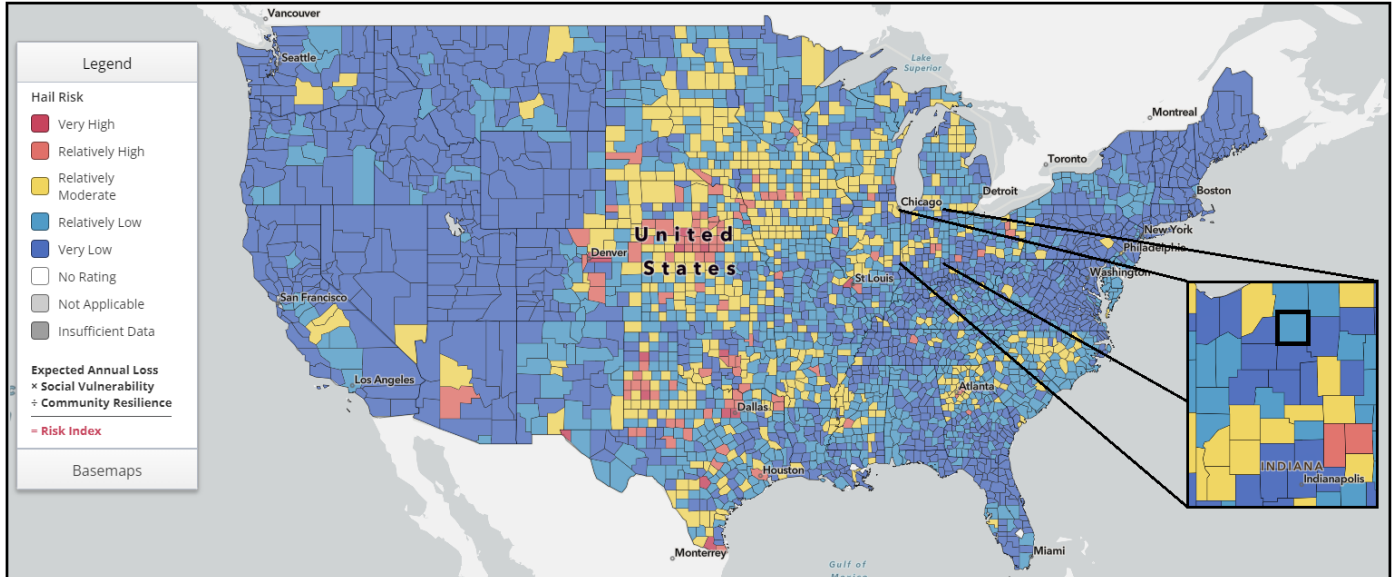 Legend
Hail Risk
Very High
Relatively High
Relatively
Moderate
Relatively Low
Very Low
No Rating
Not Applicable
Insufficient Data
Expected Annual Loss
× Social Vulnerability
÷ Community Resilience
= Risk Index
Basemaps
Vancouver
Seattle
Lake
Superior
Montreal
Toronto
Boston
Detroit
Chicago
New York
Philadelphia
United
States
Denver
Washington
St Louis
San Francisco
Los Angeles
Atlanta
Dallas
Houston
Monterrey
Miami
Gulf of
Mexico
INDIANA
Indianapolis